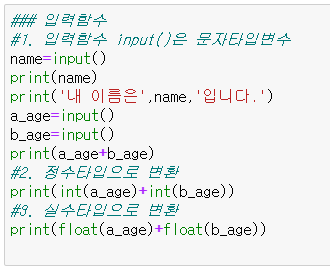 ### 입력함수
#1. 입력함수 input()은 문자타입변수
name=input()
print(name)
print('내 이름은',name,'입니다.')
a_age=input()
b_age=input()
print(a_age+b_age)
#2. 정수타입으로 변환
print(int(a_age)+int(b_age))
#3. 실수타입으로 변환
print(float(a_age)+float(b_age))